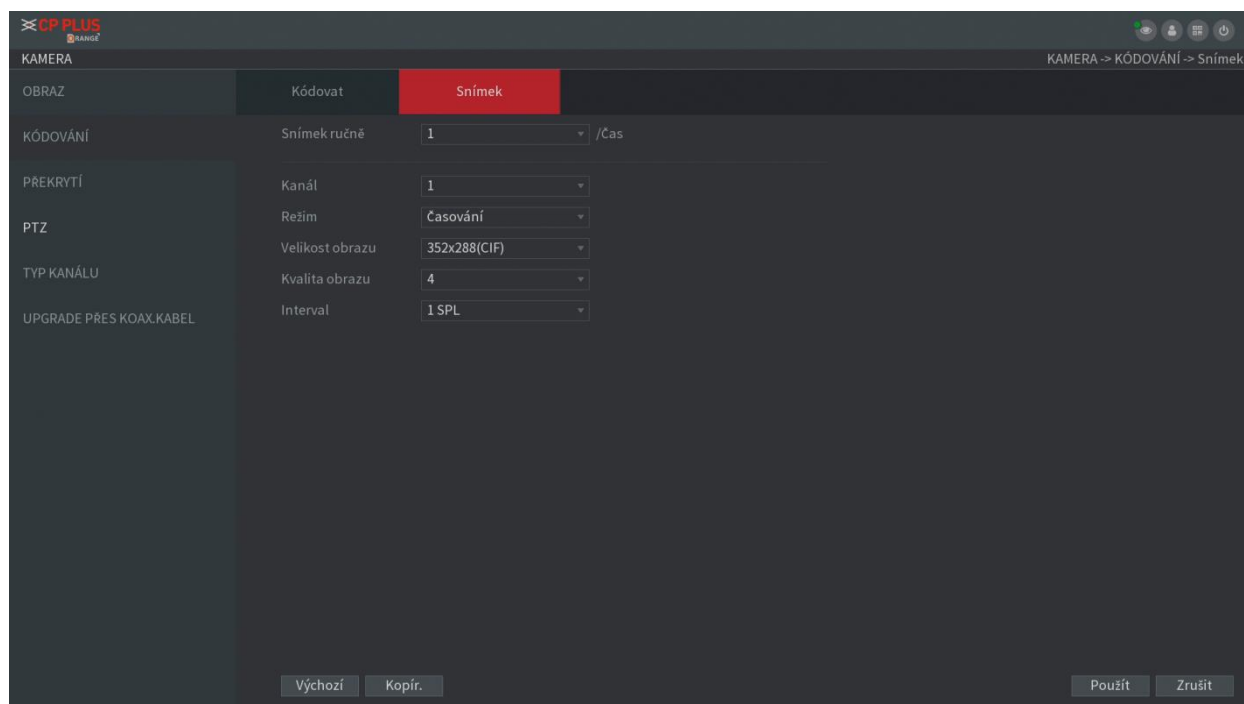 CP PLUS
ORANGE
KAMERA
KAMERA -> KÓDOVÁNÍ -> Snímek
OBRAZ
KÓDOVÁNÍ
PŘEKRYTÍ
PTZ
TYP KANÁLU
UPGRADE PŘES KOAX.KABEL
Kódovat Snímek
Snímek ručně 1 /Čas
Kanál 1
Režim Časování
Velikost obrazu 352x288(CIF)
Kvalita obrazu 4
Interval 1 SPL
Výchozí Kopír. Použít Zrušit